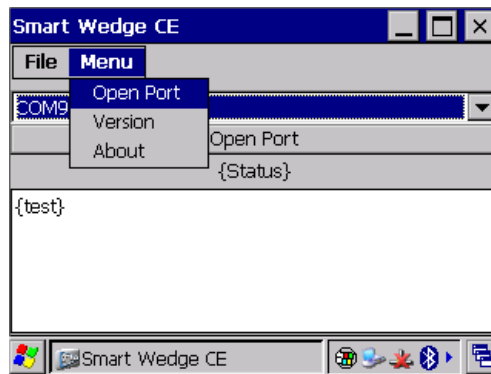 Smart Wedge CE
File Menu
Open Port
COM9
Version
Open Port
About
{Status}
{test}
Smart Wedge CE